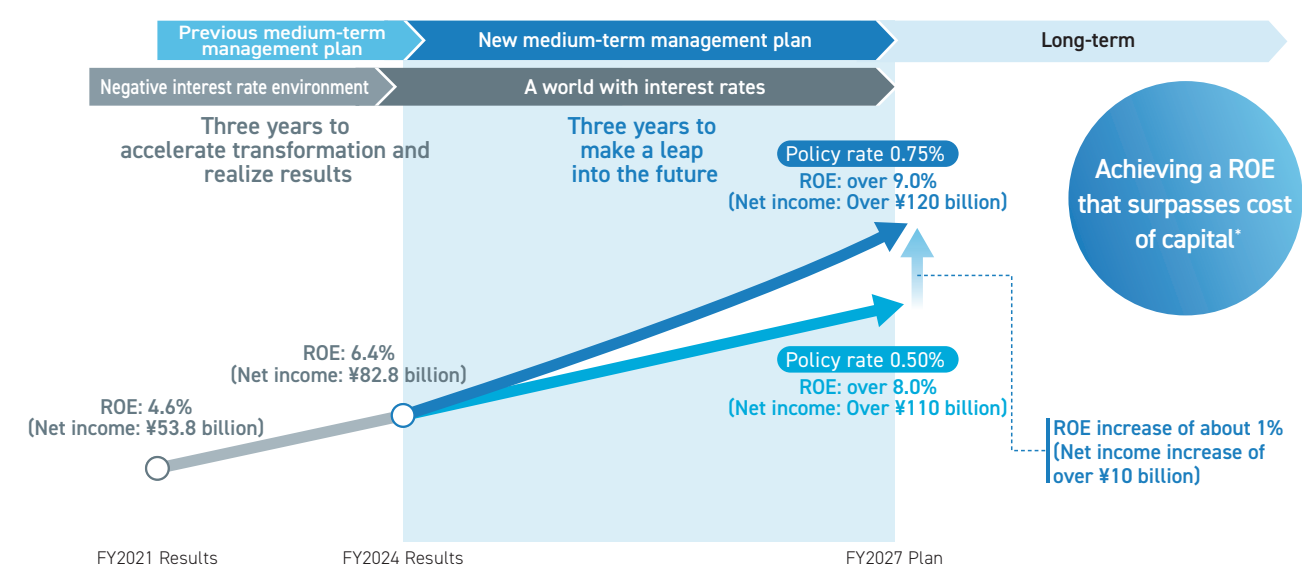 Previous medium-term
management plan
New medium-term management plan
Long-term
Negative interest rate environment
A world with interest rates
Three years to
accelerate transformation and
realize results
Three years to
make a leap
into the future
Policy rate 0.75%
ROE: over 9.0%
(Net income: Over ¥120 billion)
Achieving a ROE
that surpasses cost
of capital*
ROE: 6.4%
(Net income: ¥82.8 billion)
Policy rate 0.50%
ROE: over 8.0%
(Net income: Over ¥110 billion)
ROE: 4.6%
(Net income: ¥53.8 billion)
ROE increase of about 1%
(Net income increase of
over ¥10 billion)
FY2021 Results
FY2024 Results
FY2027 Plan